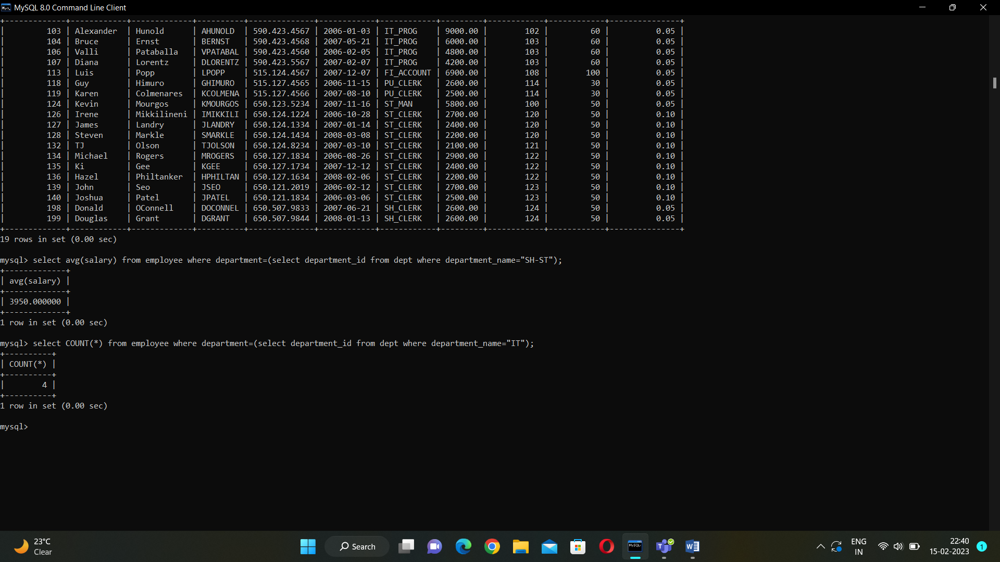 MySQL 8.0 Command Line Client
+-------------+------------+-------------+----------+--------------+------------+------------+---------+------------+------------+---------------+
|         103 | Alexander  | Hunold      | AHUNOLD  | 590.423.4567 | 2006-01-03 | IT_PROG    | 9000.00 |        102 |         60 |          0.05 |
|         104 | Bruce      | Ernst       | BERNST   | 590.423.4568 | 2007-05-21 | IT_PROG    | 6000.00 |        103 |         60 |          0.05 |
|         106 | Valli      | Pataballa   | VPATABAL | 590.423.4560 | 2006-02-05 | IT_PROG    | 4800.00 |        103 |         60 |          0.05 |
|         107 | Diana      | Lorentz     | DLORENTZ | 590.423.5567 | 2007-02-07 | IT_PROG    | 4200.00 |        103 |         60 |          0.05 |
|         113 | Luis       | Popp        | LPOPP    | 515.124.4567 | 2007-12-07 | FI_ACCOUNT | 6900.00 |        108 |        100 |          0.05 |
|         118 | Guy        | Himuro      | GHIMURO  | 515.127.4565 | 2006-11-15 | PU_CLERK   | 2600.00 |        114 |         30 |          0.05 |
|         119 | Karen      | Colmenares  | KCOLMENA | 515.127.4566 | 2007-08-10 | PU_CLERK   | 2500.00 |        114 |         30 |          0.05 |
|         124 | Kevin      | Mourgos     | KMOURGOS | 650.123.5234 | 2007-11-16 | ST_MAN     | 5800.00 |        100 |         50 |          0.05 |
|         126 | Irene      | Mikkilineni | IMIKKILI | 650.124.1224 | 2006-10-28 | ST_CLERK   | 2700.00 |        120 |         50 |          0.10 |
|         127 | James      | Landry      | JLANDRY  | 650.124.1334 | 2007-01-14 | ST_CLERK   | 2400.00 |        120 |         50 |          0.10 |
|         128 | Steven     | Markle      | SMARKLE  | 650.124.1434 | 2008-03-08 | ST_CLERK   | 2200.00 |        120 |         50 |          0.10 |
|         132 | TJ         | Olson       | TJOLSON  | 650.124.8234 | 2007-03-10 | ST_CLERK   | 2100.00 |        121 |         50 |          0.10 |
|         134 | Michael    | Rogers      | MROGERS  | 650.127.1834 | 2006-08-26 | ST_CLERK   | 2900.00 |        122 |         50 |          0.10 |
|         135 | Ki         | Gee         | KGEE     | 650.127.1734 | 2007-12-12 | ST_CLERK   | 2400.00 |        122 |         50 |          0.10 |
|         136 | Hazel      | Philtanker  | HPHILTAN | 650.127.1634 | 2008-02-06 | ST_CLERK   | 2200.00 |        122 |         50 |          0.10 |
|         139 | John       | Seo         | JSEO     | 650.121.2019 | 2006-02-12 | ST_CLERK   | 2700.00 |        123 |         50 |          0.10 |
|         140 | Joshua     | Patel       | JPATEL   | 650.121.1834 | 2006-03-06 | ST_CLERK   | 2500.00 |        123 |         50 |          0.10 |
|         198 | Donald     | OConnell    | DOCONNEL | 650.507.9833 | 2007-06-21 | SH_CLERK   | 2600.00 |        124 |         50 |          0.05 |
|         199 | Douglas    | Grant       | DGRANT   | 650.507.9844 | 2008-01-13 | SH_CLERK   | 2600.00 |        124 |         50 |          0.05 |
+-------------+------------+-------------+----------+--------------+------------+------------+---------+------------+------------+---------------+
19 rows in set (0.00 sec)
mysql> select avg(salary) from employee where department=(select department_id from dept where department_name="SH-ST");
+-------------+
| avg(salary) |
+-------------+
| 3950.000000 |
+-------------+
1 row in set (0.00 sec)
mysql> select COUNT(*) from employee where department=(select department_id from dept where department_name="IT");
+----------+
| COUNT(*) |
+----------+
|        4 |
+----------+
1 row in set (0.00 sec)
mysql>
23°C
Clear
Search
MySQL
T
W
ENG
IN
22:40
15-02-2023
1